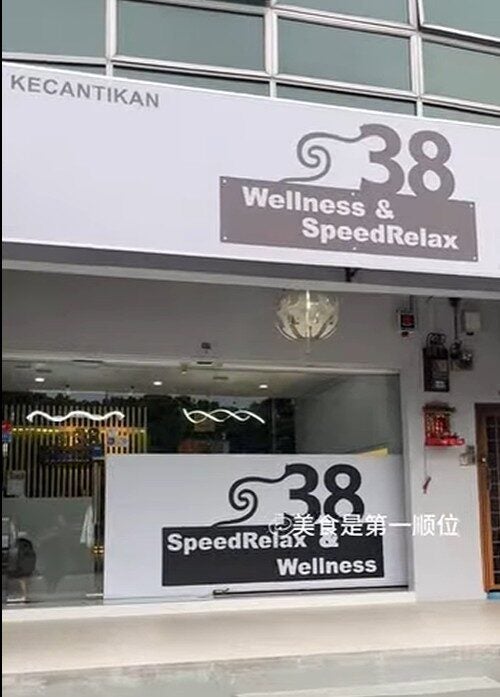 KECANTIKAN
38
Wellness &
SpeedRelax
38
@美食是第一顺位
SpeedRelax &
Wellness